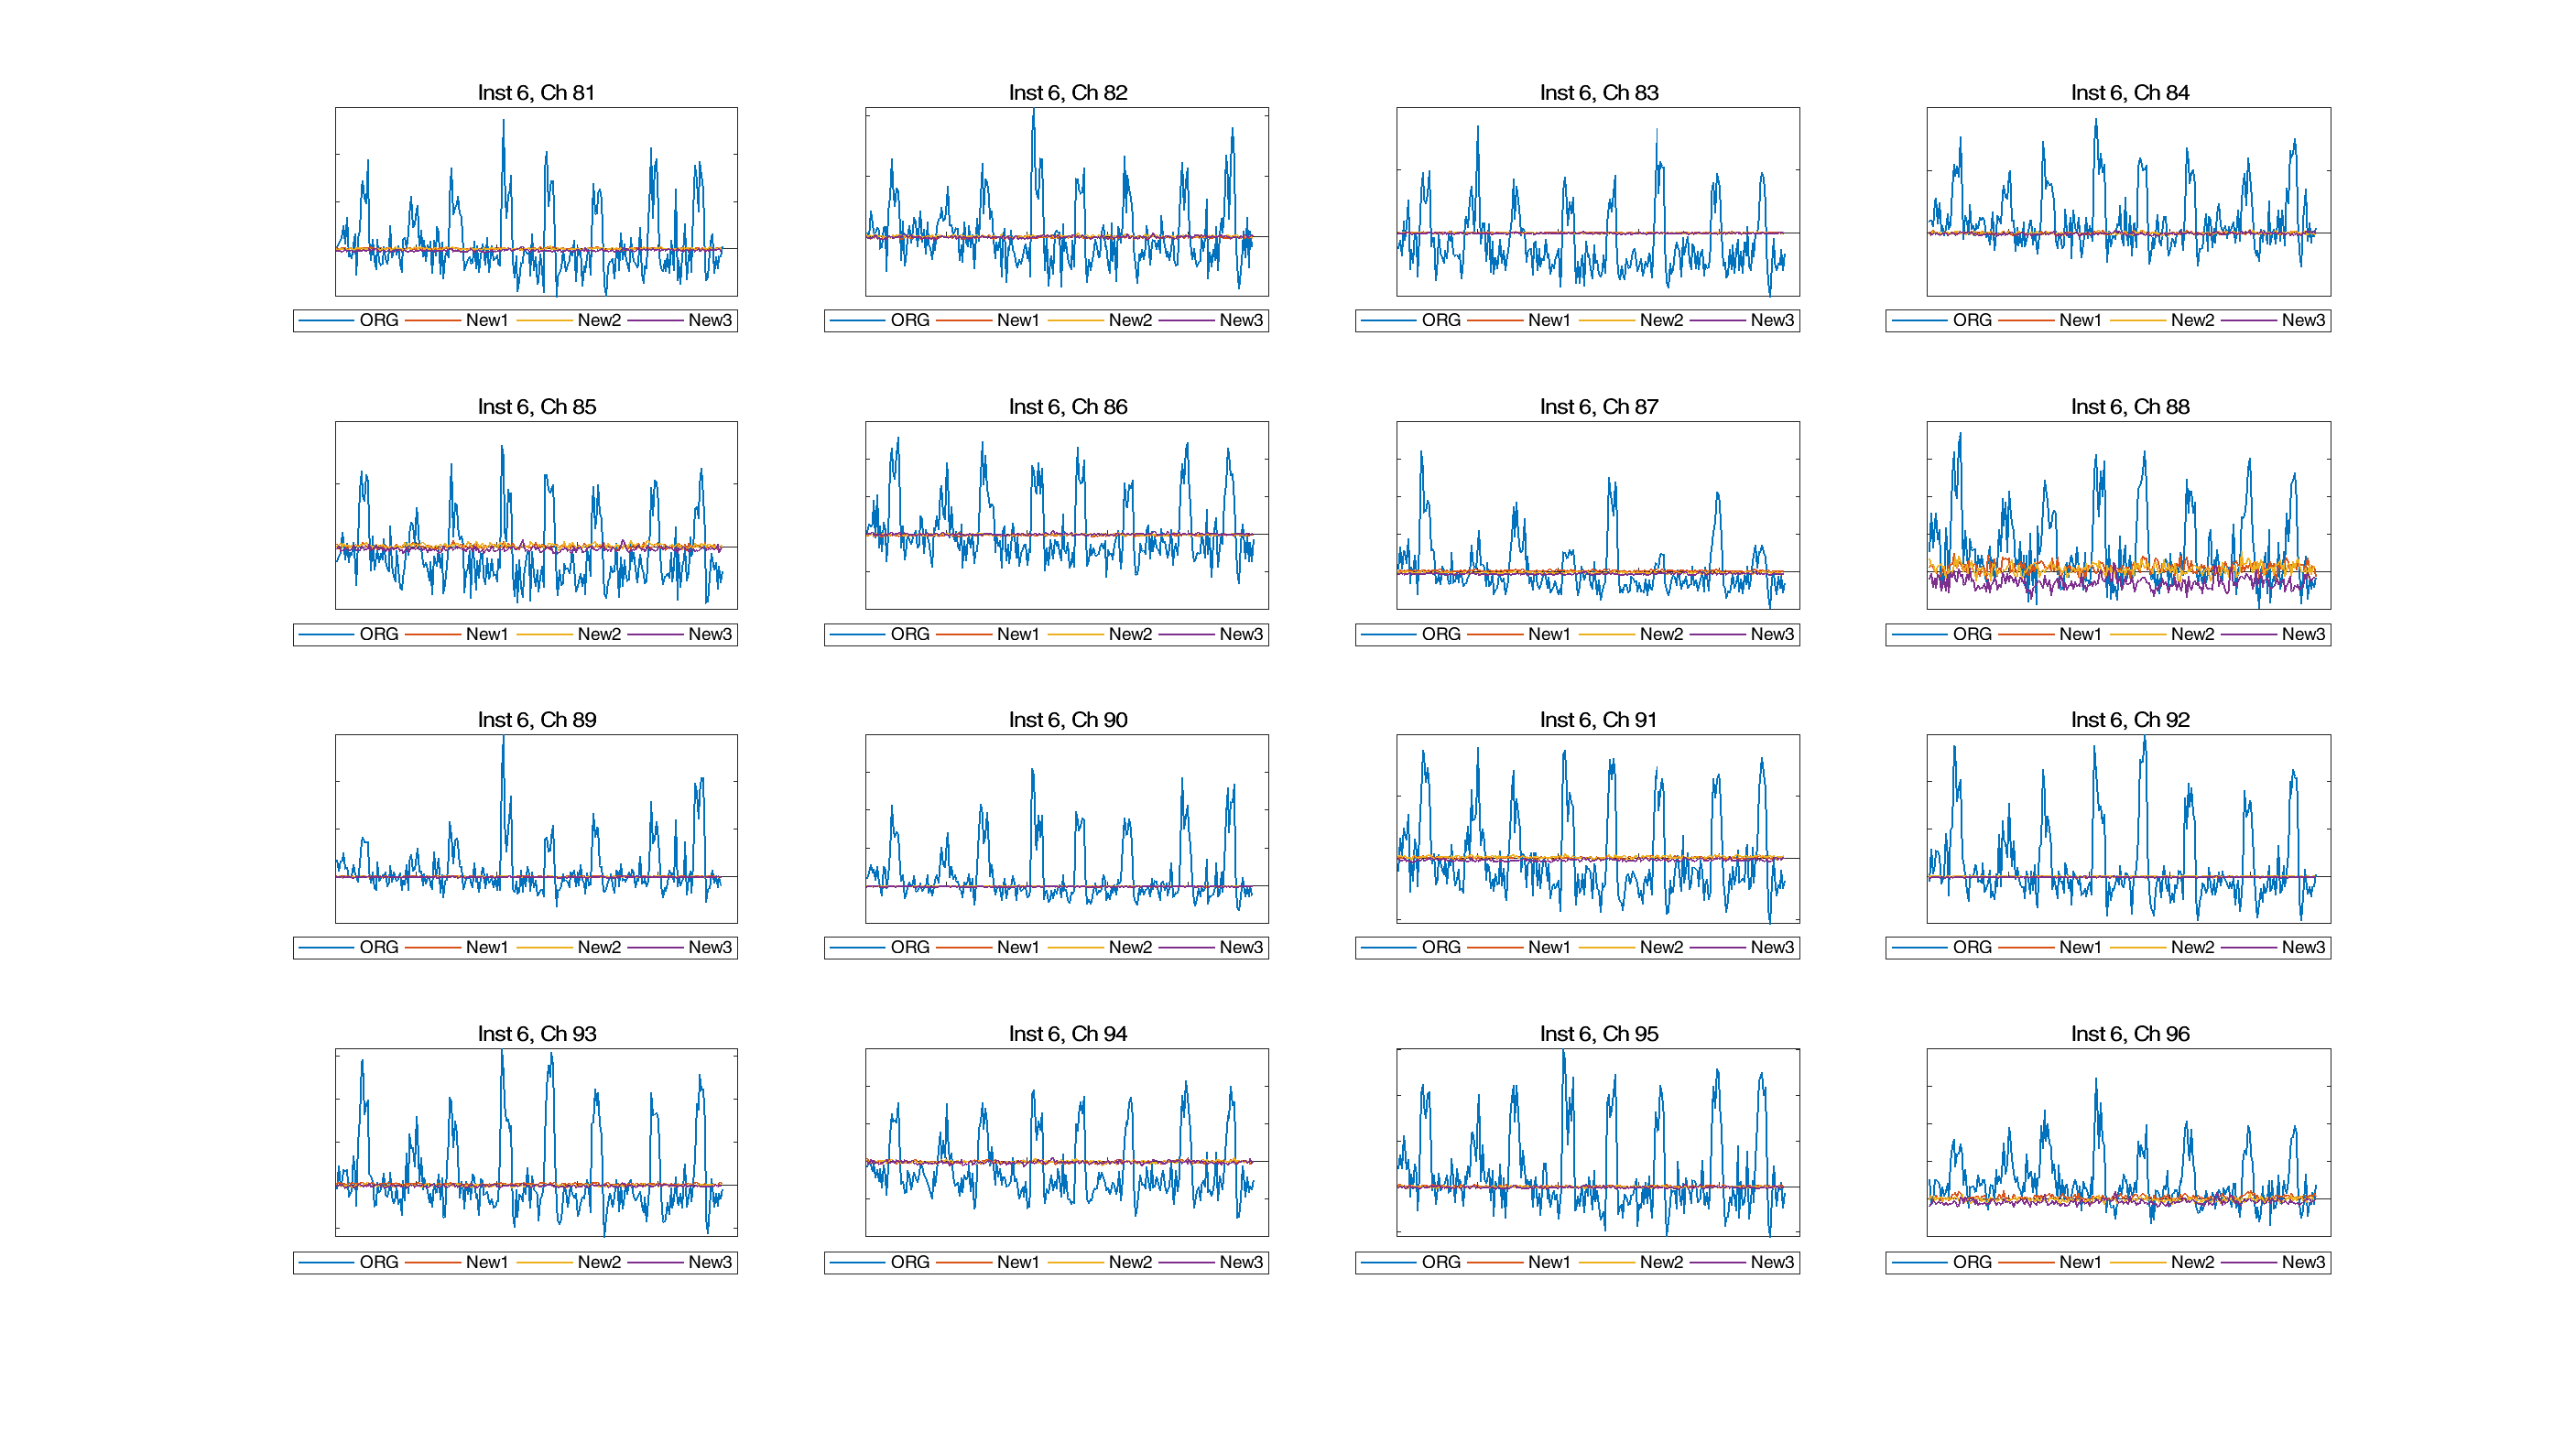 Inst 6, Ch 81
ORG New1 New2 New3
Inst 6, Ch 82
ORG New1 New2 New3
Inst 6, Ch 83
ORG New1 New2 New3
Inst 6, Ch 84
ORG New1 New2 New3
Inst 6, Ch 85
ORG New1 New2 New3
Inst 6, Ch 86
ORG New1 New2 New3
Inst 6, Ch 87
ORG New1 New2 New3
Inst 6, Ch 88
ORG New1 New2 New3
Inst 6, Ch 89
ORG New1 New2 New3
Inst 6, Ch 90
ORG New1 New2 New3
Inst 6, Ch 91
ORG New1 New2 New3
Inst 6, Ch 92
ORG New1 New2 New3
Inst 6, Ch 93
ORG New1 New2 New3
Inst 6, Ch 94
ORG New1 New2 New3
Inst 6, Ch 95
ORG New1 New2 New3
Inst 6, Ch 96
ORG New1 New2 New3